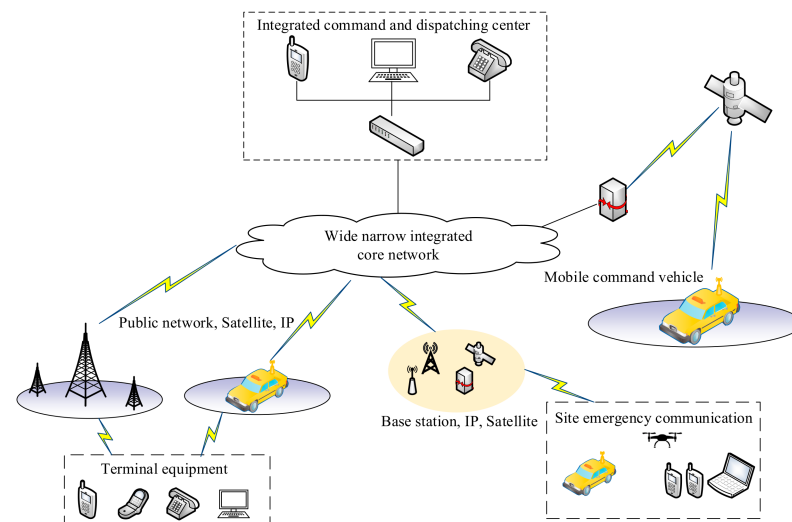 Integrated command and dispatching center
Wide narrow integrated
core network
Mobile command vehicle
Public network, Satellite, IP
Base station, IP, Satellite
Site emergency communication
Terminal equipment